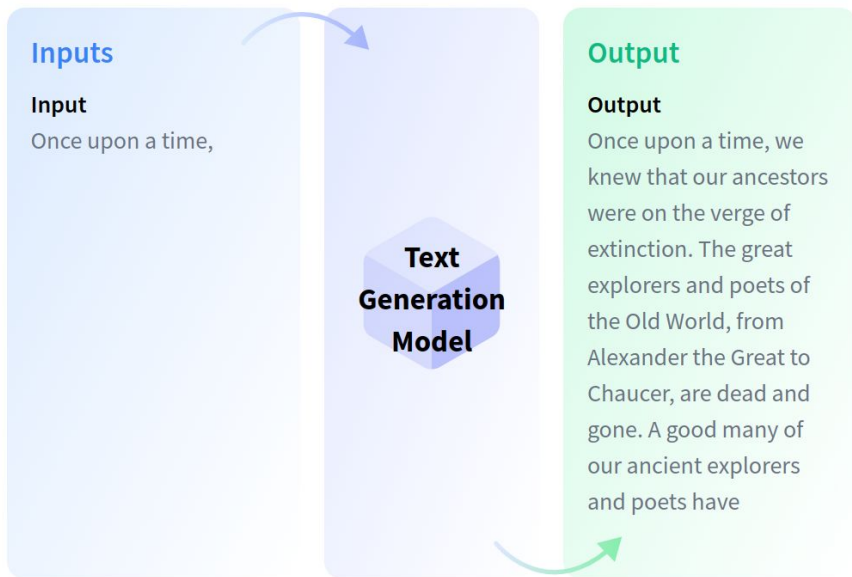 Inputs
Input
Once upon a time,
Text
Generation
Model
Output
Output
Once upon a time, we
knew that our ancestors
were on the verge of
extinction. The great
explorers and poets of
the Old World, from
Alexander the Great to
Chaucer, are dead and
gone. A good many of
our ancient explorers
and poets have